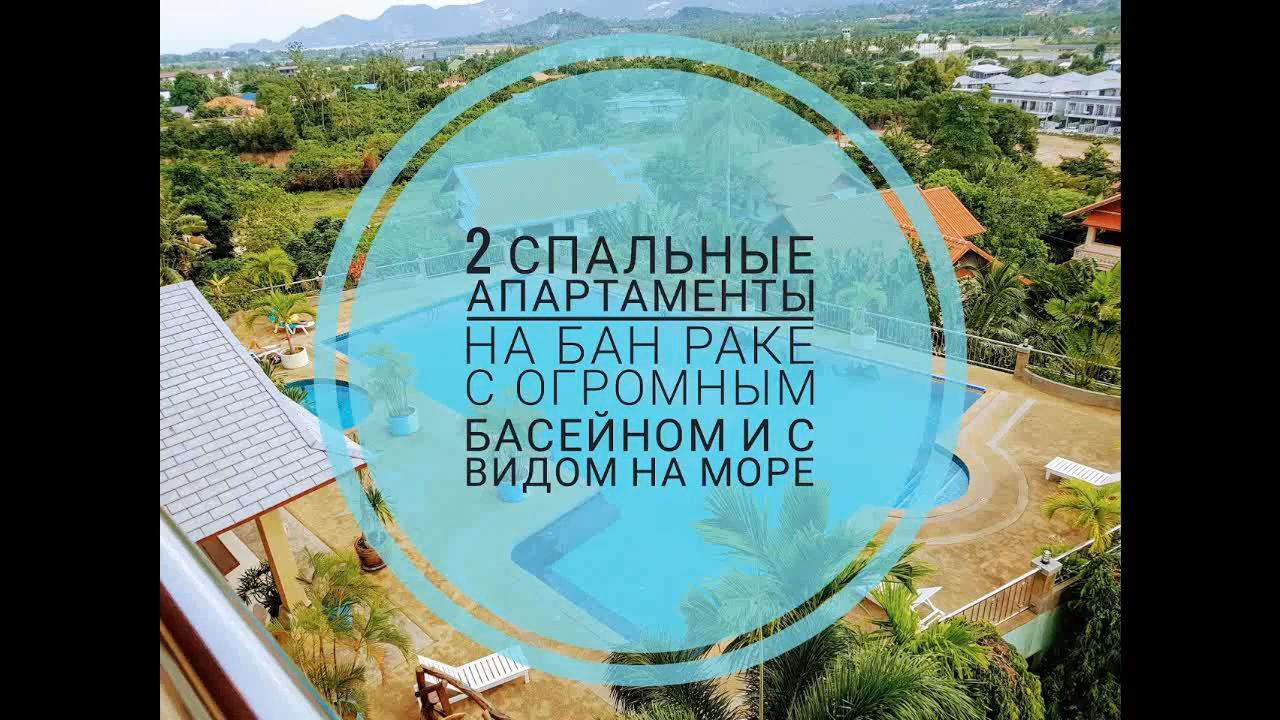 2 СПАЛЬНЫЕ
АПАРТАМЕНТЫ
НА БАН РАКЕ
С ОГРОМНЫМ
БАСЕЙНОМ И С
ВИДОМ НА МОРЕ